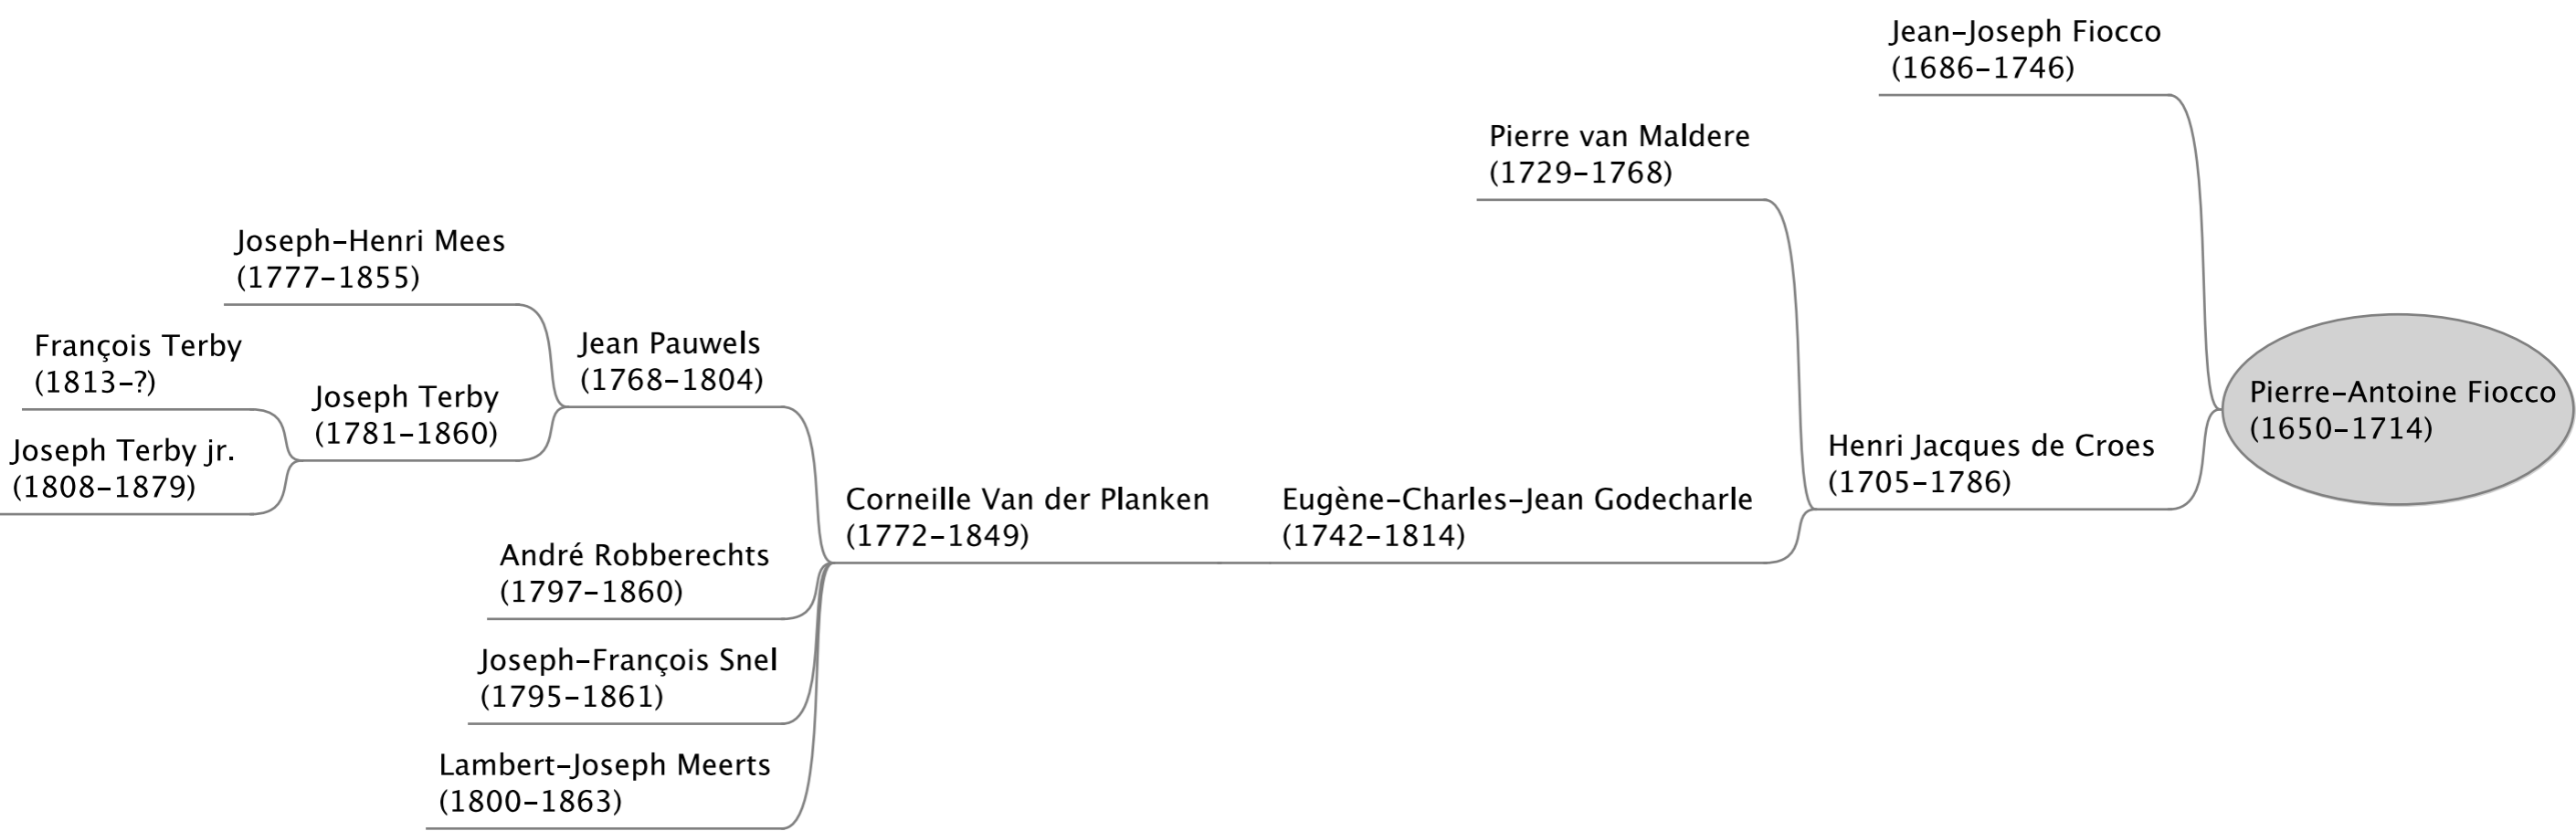 Jean-Joseph Fiocco
(1686-1746)
Pierre van Maldere
(1729-1768)
Joseph-Henri Mees
(1777-1855)
François Terby
(1813-?)
Jean Pauwels
(1768-1804)
Joseph Terby
(1781-1860)
Pierre-Antoine Fiocco
(1650-1714)
Joseph Terby jr.
(1808-1879)
Henri Jacques de Croes
(1705-1786)
Corneille Van der Planken
(1772-1849)
Eugène-Charles-Jean Godecharle
(1742-1814)
André Robberechts
(1797-1860)
Joseph-François Snel
(1795-1861)
Lambert-Joseph Meerts
(1800-1863)